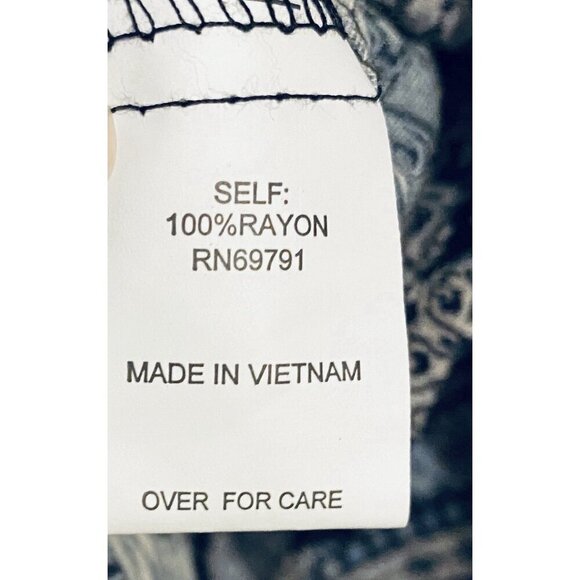 SELF:
100%RAYON
RN69791
MADE IN VIETNAM
OVER FOR CARE